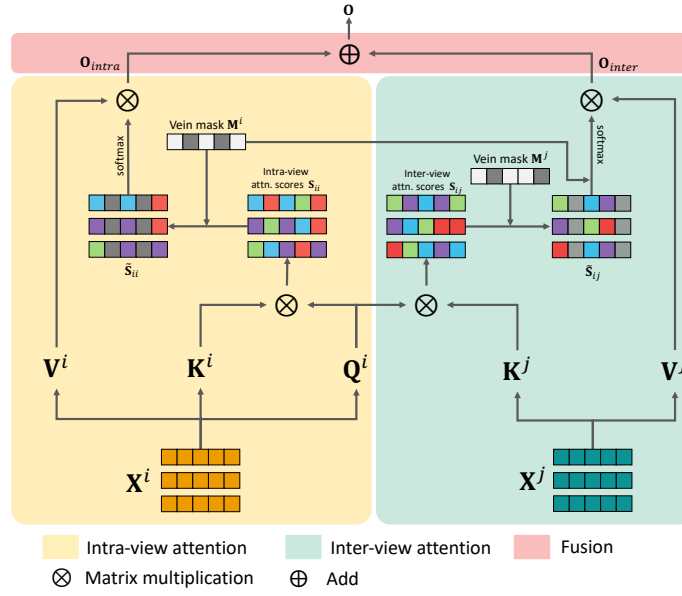 O
O_intra
O_inter
Vein mask M^i
softmax
softmax
Intra-view
attn. scores S_ii
Inter-view
attn. scores S_ij
Vein mask M^j
S̃_ii
S̃_ij
V^i
K^i
Q^i
K^j
V^j
X^i
X^j
Intra-view attention
Inter-view attention
Fusion
Matrix multiplication
Add